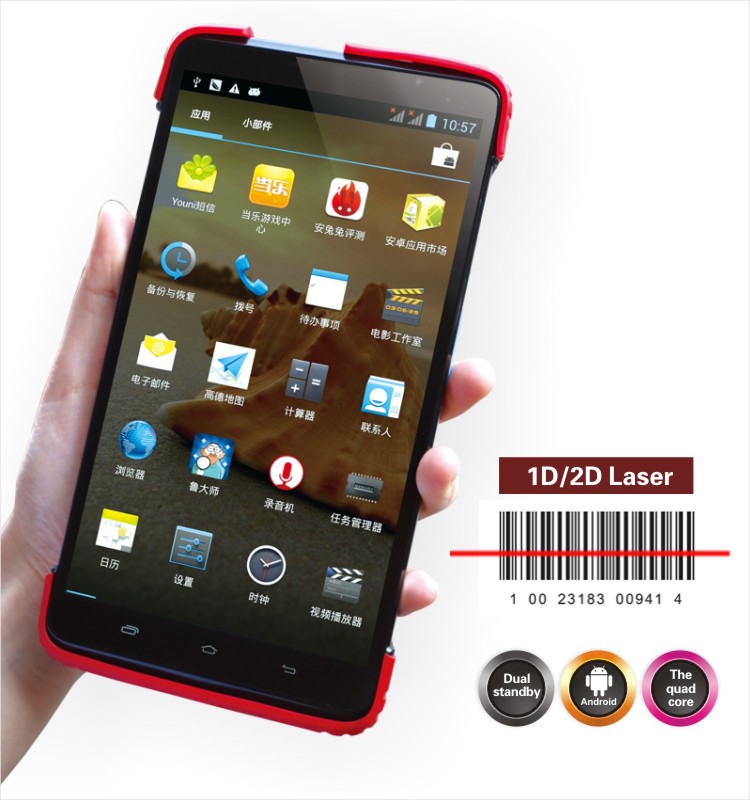 10:57
应用
小部件
Youni短信
当乐
当乐游戏中
心
安兔兔评测
安卓应用市场
备份与恢复
拨号
待办事项
电影工作室
电子邮件
高德地图
计算器
联系人
浏览器
鲁大师
录音机
任务管理器
日历
设置
时钟
视频播放器
1D/2D Laser
1 00 23183 00941 4
Dual
standby
Android
The
quad
core